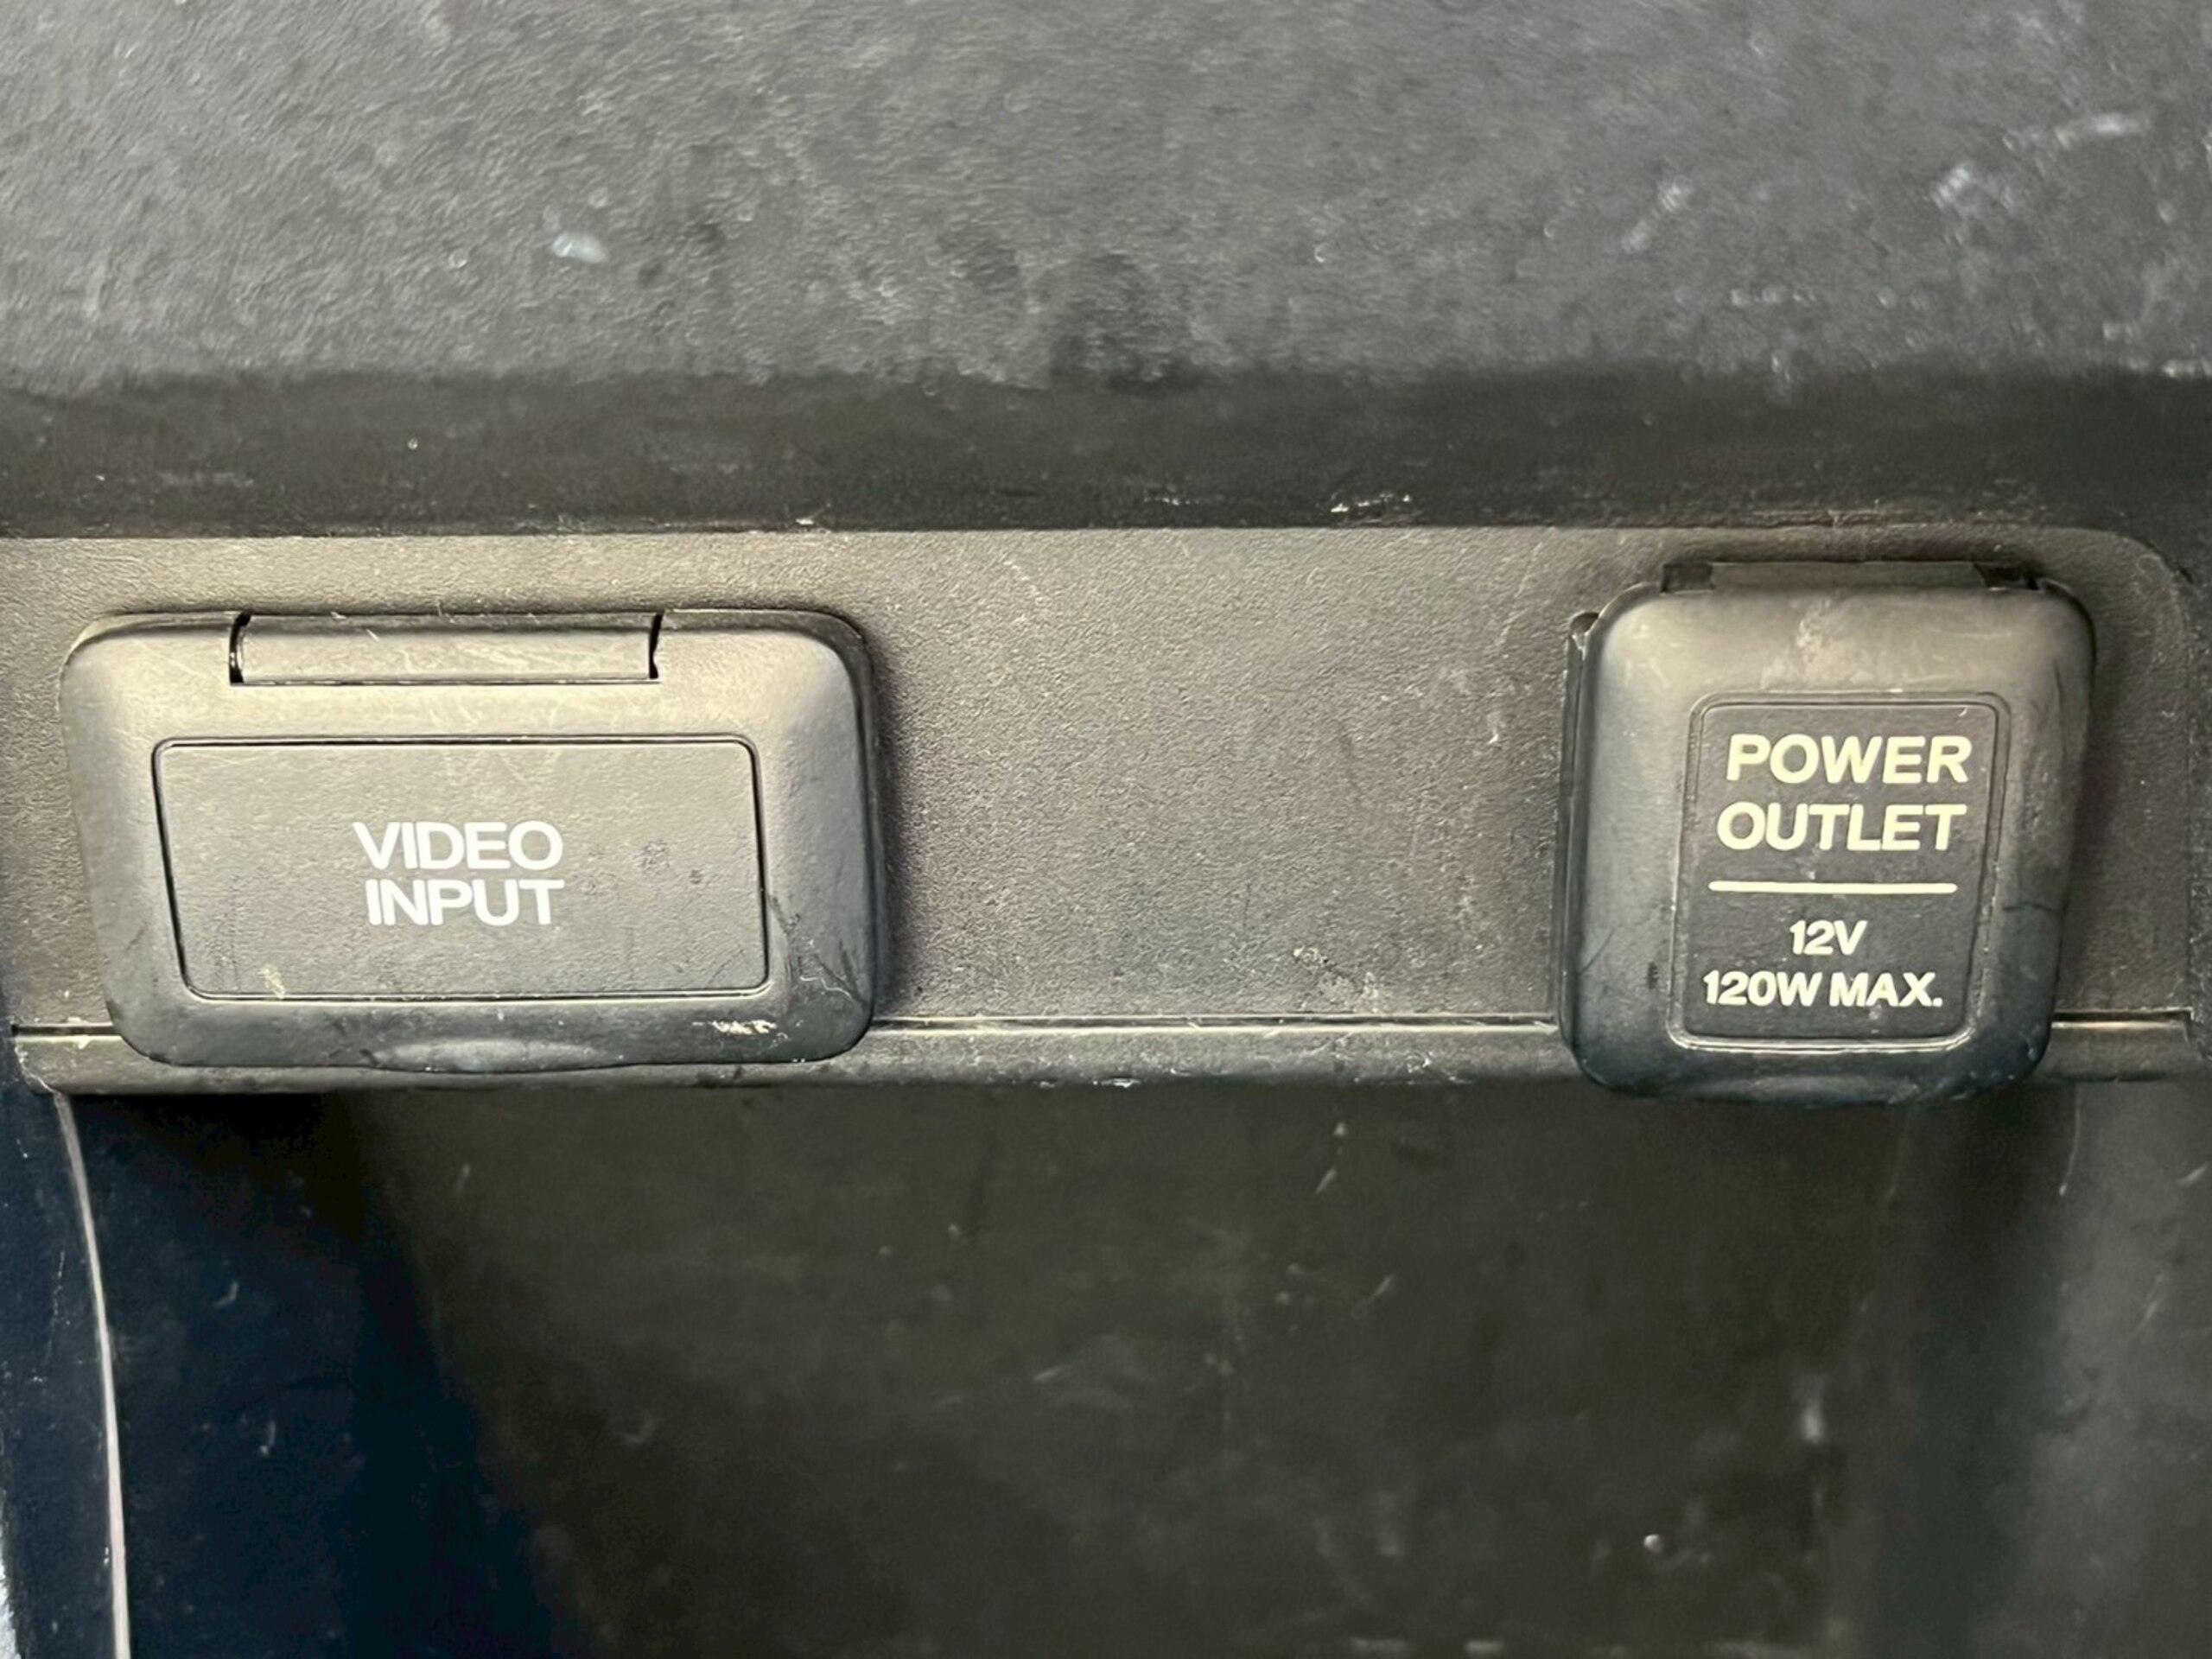 VIDEO
INPUT
POWER
OUTLET
12V
120W MAX.